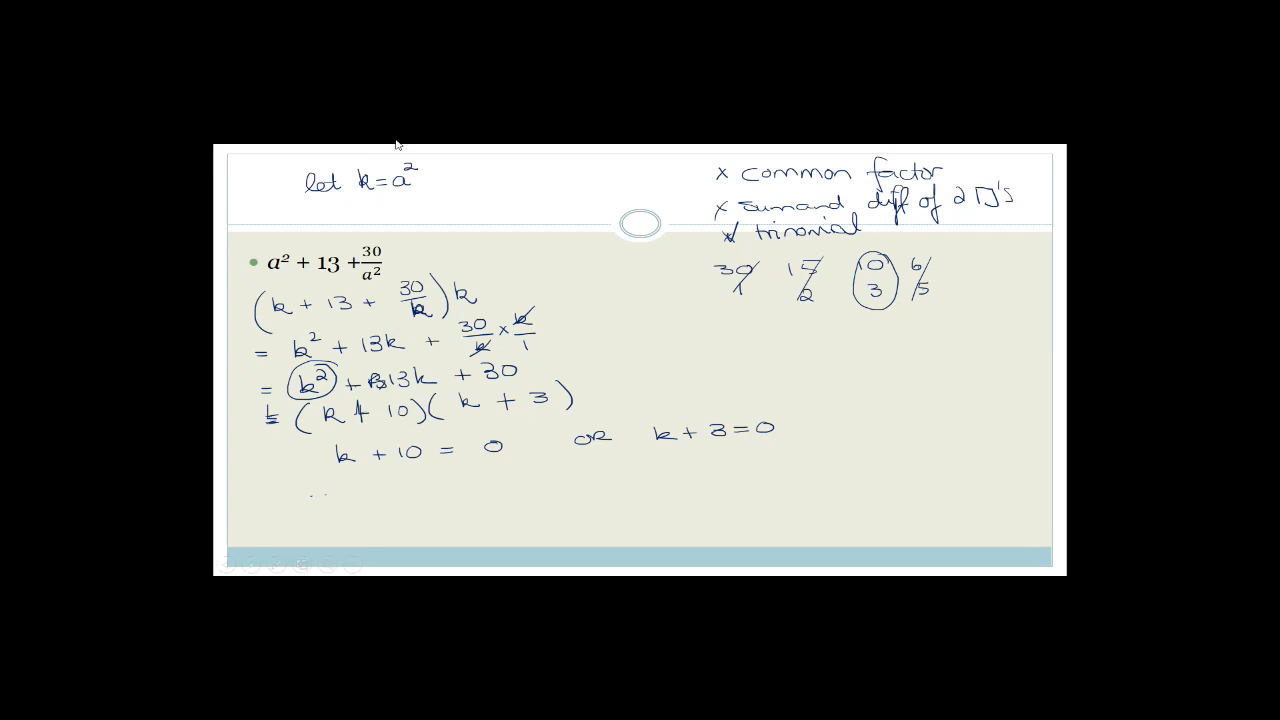 let k = a²
× common factor
× sum and diff of 2 □'s
✓ trinomial
• a² + 13 + 30/a²
30/1 15/2 10/3 6/5
(k + 13 + 30/k) k
= k² + 13k + 30/k × k/1
= k² + 13k + 30
= (k + 10)(k + 3)
k + 10 = 0 or k + 3 = 0